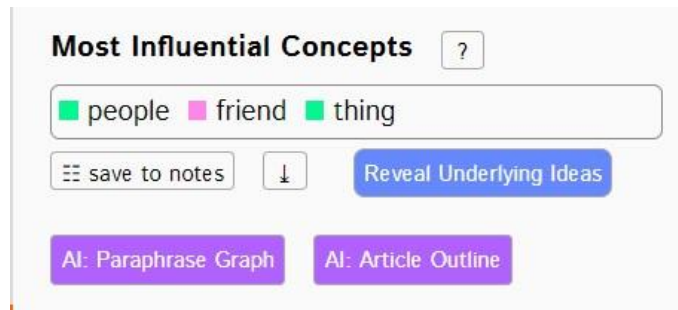 Most Influential Concepts ?
people friend thing
save to notes ⤓ Reveal Underlying Ideas
AI: Paraphrase Graph AI: Article Outline